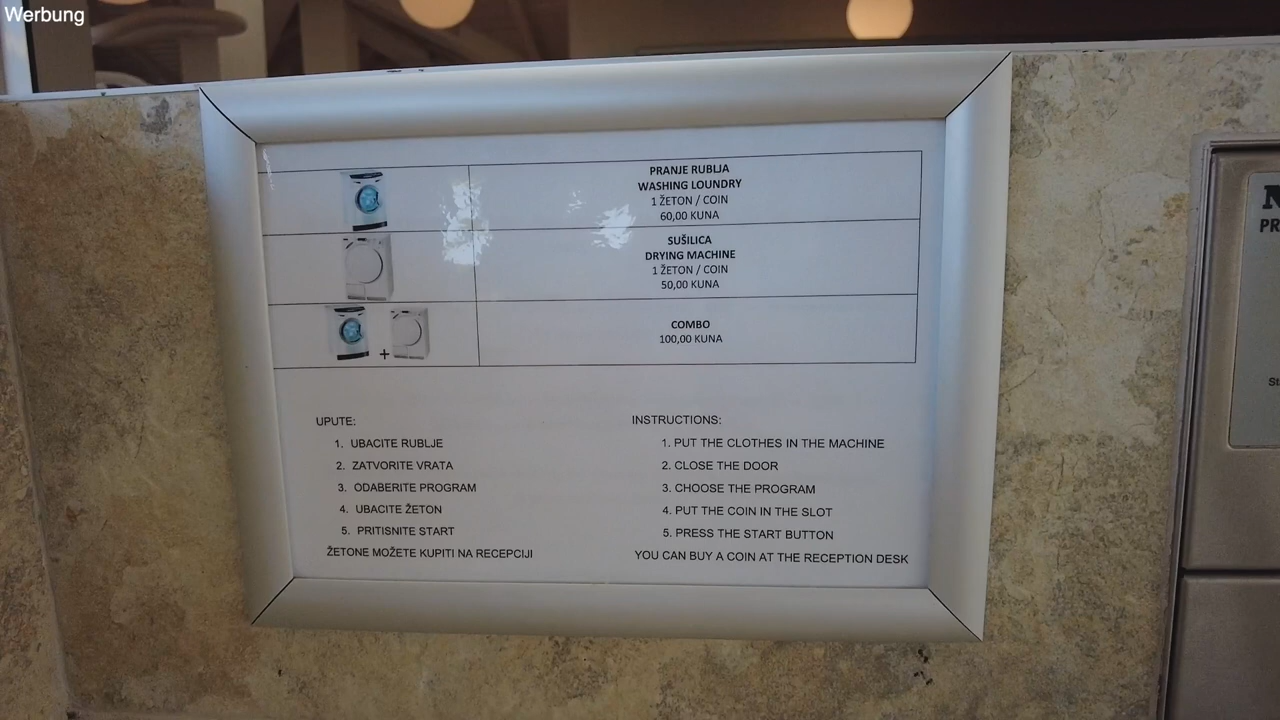 Werbung
PRANJE RUBLJA
WASHING LOUNDRY
1 ŽETON / COIN
60,00 KUNA
SUŠILICA
DRYING MACHINE
1 ŽETON / COIN
50,00 KUNA
+
COMBO
100,00 KUNA
UPUTE:
1. UBACITE RUBLJE
2. ZATVORITE VRATA
3. ODABERITE PROGRAM
4. UBACITE ŽETON
5. PRITISNITE START
ŽETONE MOŽETE KUPITI NA RECEPCIJI
INSTRUCTIONS:
1. PUT THE CLOTHES IN THE MACHINE
2. CLOSE THE DOOR
3. CHOOSE THE PROGRAM
4. PUT THE COIN IN THE SLOT
5. PRESS THE START BUTTON
YOU CAN BUY A COIN AT THE RECEPTION DESK